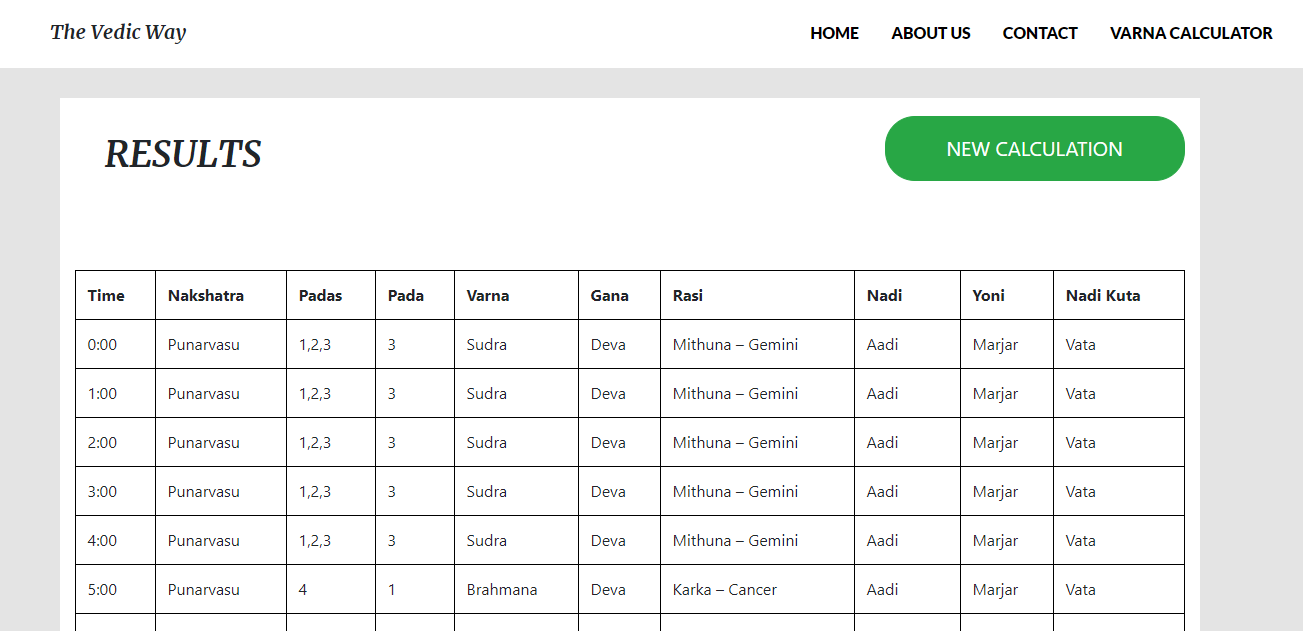 The Vedic Way HOME ABOUT US CONTACT VARNA CALCULATOR
RESULTS NEW CALCULATION
Time Nakshatra Padas Pada Varna Gana Rasi Nadi Yoni Nadi Kuta
0:00 Punarvasu 1,2,3 3 Sudra Deva Mithuna – Gemini Aadi Marjar Vata
1:00 Punarvasu 1,2,3 3 Sudra Deva Mithuna – Gemini Aadi Marjar Vata
2:00 Punarvasu 1,2,3 3 Sudra Deva Mithuna – Gemini Aadi Marjar Vata
3:00 Punarvasu 1,2,3 3 Sudra Deva Mithuna – Gemini Aadi Marjar Vata
4:00 Punarvasu 1,2,3 3 Sudra Deva Mithuna – Gemini Aadi Marjar Vata
5:00 Punarvasu 4 1 Brahmana Deva Karka – Cancer Aadi Marjar Vata